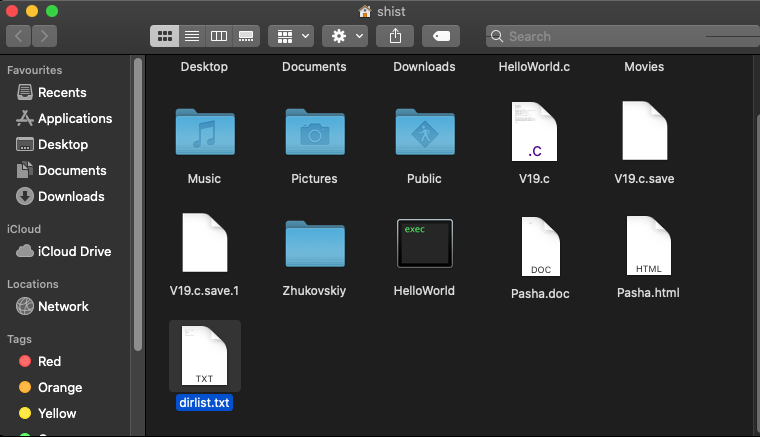 shist
Search
Favourites
Recents
Applications
Desktop
Documents
Downloads
iCloud
iCloud Drive
Locations
Network
Tags
Red
Orange
Yellow
Desktop Documents Downloads HelloWorld.c Movies
.C
Music Pictures Public V19.c V19.c.save
exec
DOC
HTML
V19.c.save.1 Zhukovskiy HelloWorld Pasha.doc Pasha.html
TXT
dirlist.txt